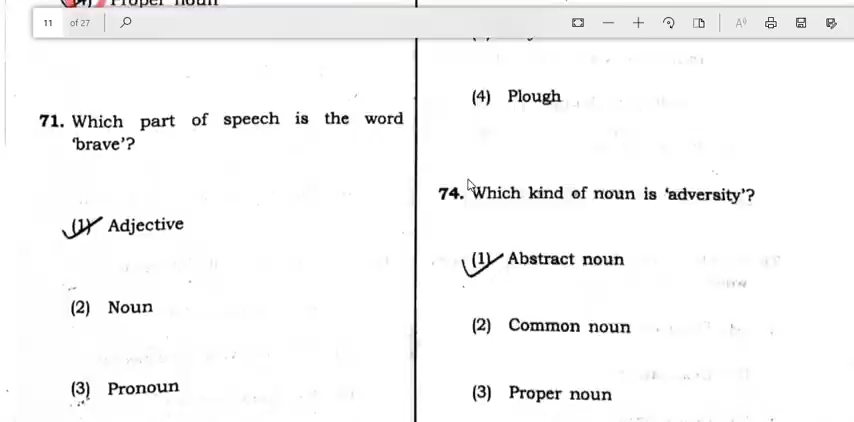 11 of 27
71. Which part of speech is the word
'brave'?
(1) Adjective
(2) Noun
(3) Pronoun
(4) Plough
74. Which kind of noun is 'adversity'?
(1) Abstract noun
(2) Common noun
(3) Proper noun